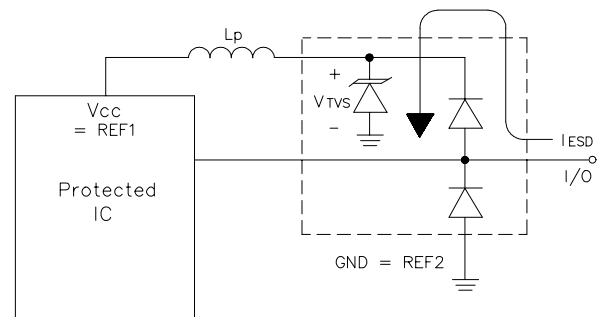 Lp
Vcc
= REF1
+
VTVS
-
IESD
I/O
Protected
IC
GND = REF2